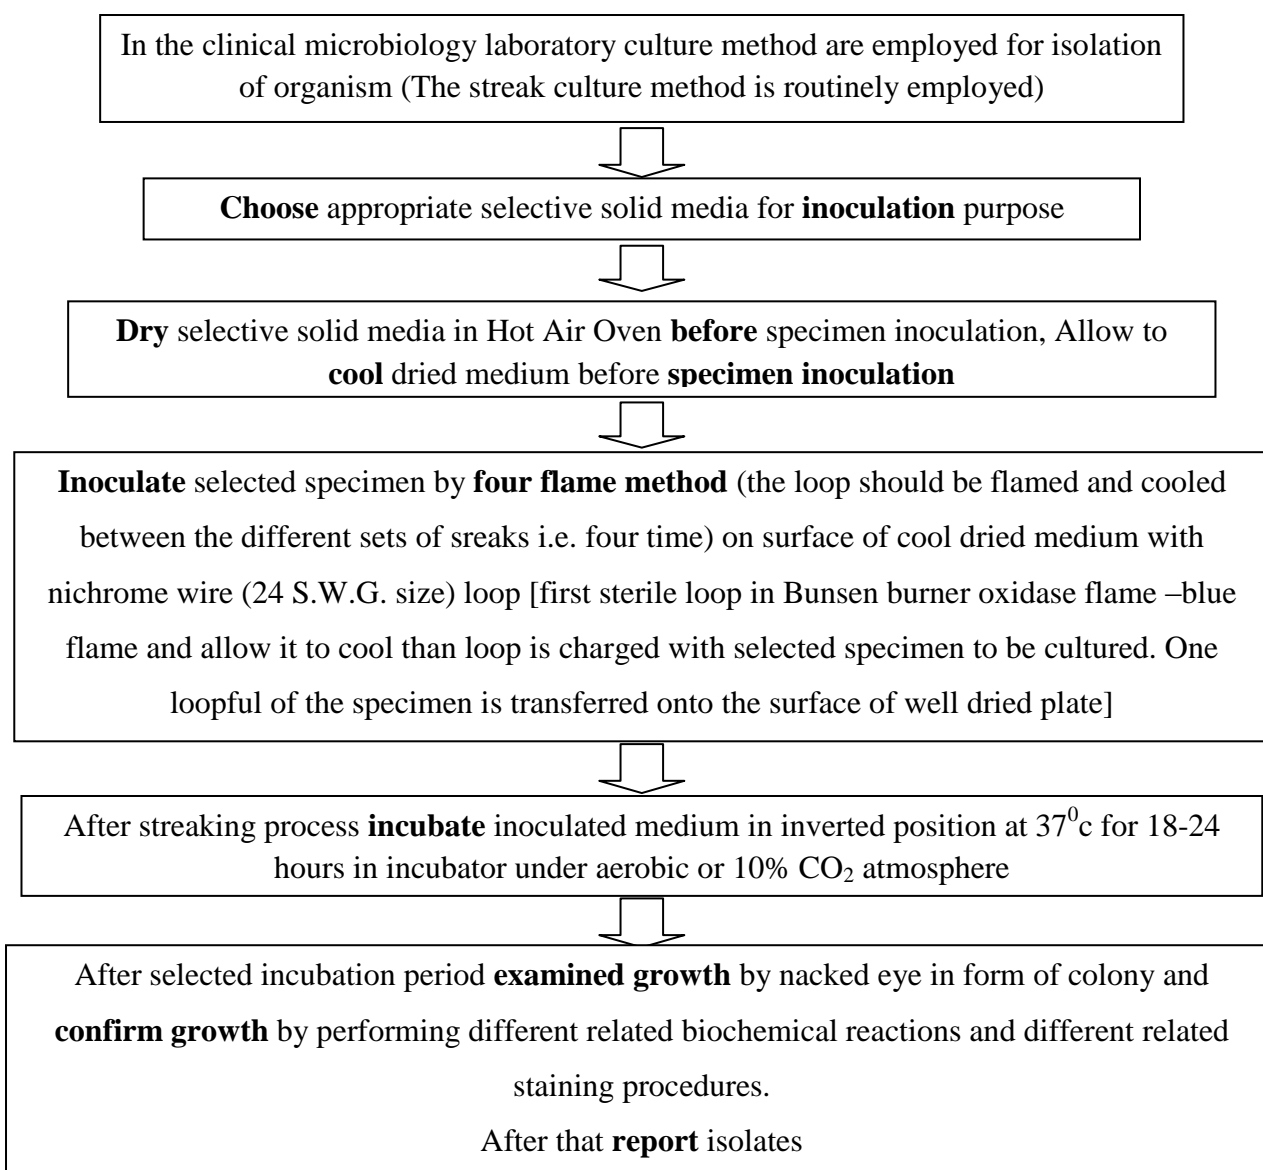 In the clinical microbiology laboratory culture method are employed for isolation
of organism (The streak culture method is routinely employed)
Choose appropriate selective solid media for inoculation purpose
Dry selective solid media in Hot Air Oven before specimen inoculation, Allow to
cool dried medium before specimen inoculation
Inoculate selected specimen by four flame method (the loop should be flamed and cooled
between the different sets of sreaks i.e. four time) on surface of cool dried medium with
nichrome wire (24 S.W.G. size) loop [first sterile loop in Bunsen burner oxidase flame –blue
flame and allow it to cool than loop is charged with selected specimen to be cultured. One
loopful of the specimen is transferred onto the surface of well dried plate]
After streaking process incubate inoculated medium in inverted position at 37⁰c for 18-24
hours in incubator under aerobic or 10% CO₂ atmosphere
After selected incubation period examined growth by nacked eye in form of colony and
confirm growth by performing different related biochemical reactions and different related
staining procedures.
After that report isolates